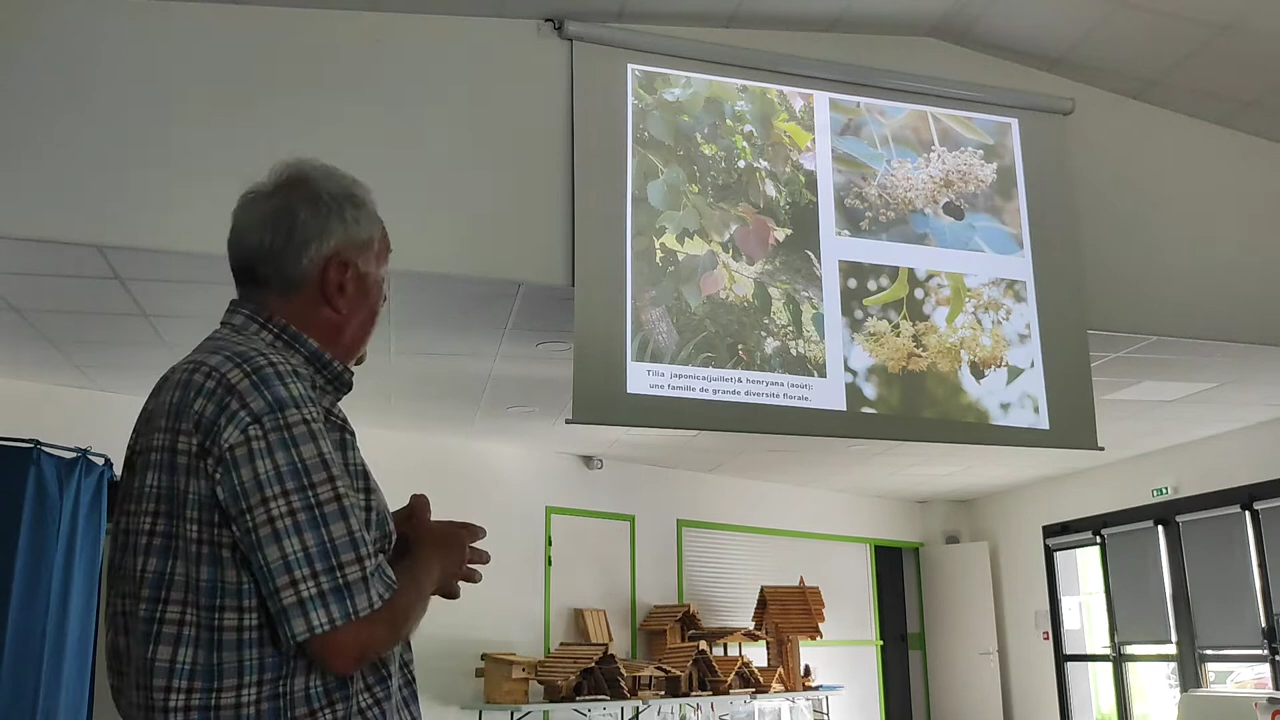 Tilia japonica(juillet)& henryana (août):
une famille de grande diversité florale.